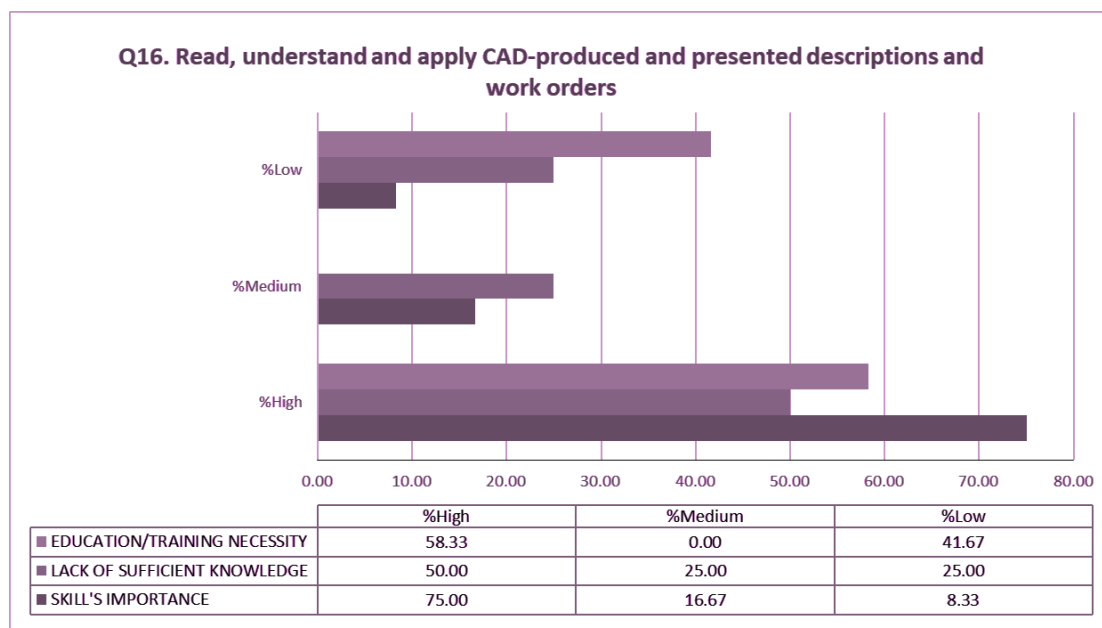 Q16. Read, understand and apply CAD-produced and presented descriptions and
work orders
%Low
%Medium
%High
0.00 10.00 20.00 30.00 40.00 50.00 60.00 70.00 80.00
%High %Medium %Low
EDUCATION/TRAINING NECESSITY 58.33 0.00 41.67
LACK OF SUFFICIENT KNOWLEDGE 50.00 25.00 25.00
SKILL'S IMPORTANCE 75.00 16.67 8.33